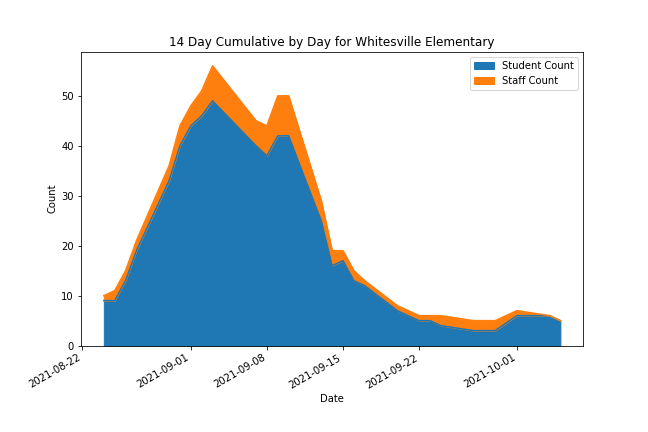 14 Day Cumulative by Day for Whitesville Elementary
Student Count
Staff Count
Count
50
40
30
20
10
0
2021-08-22
2021-09-01
2021-09-08
2021-09-15
2021-09-22
2021-10-01
Date